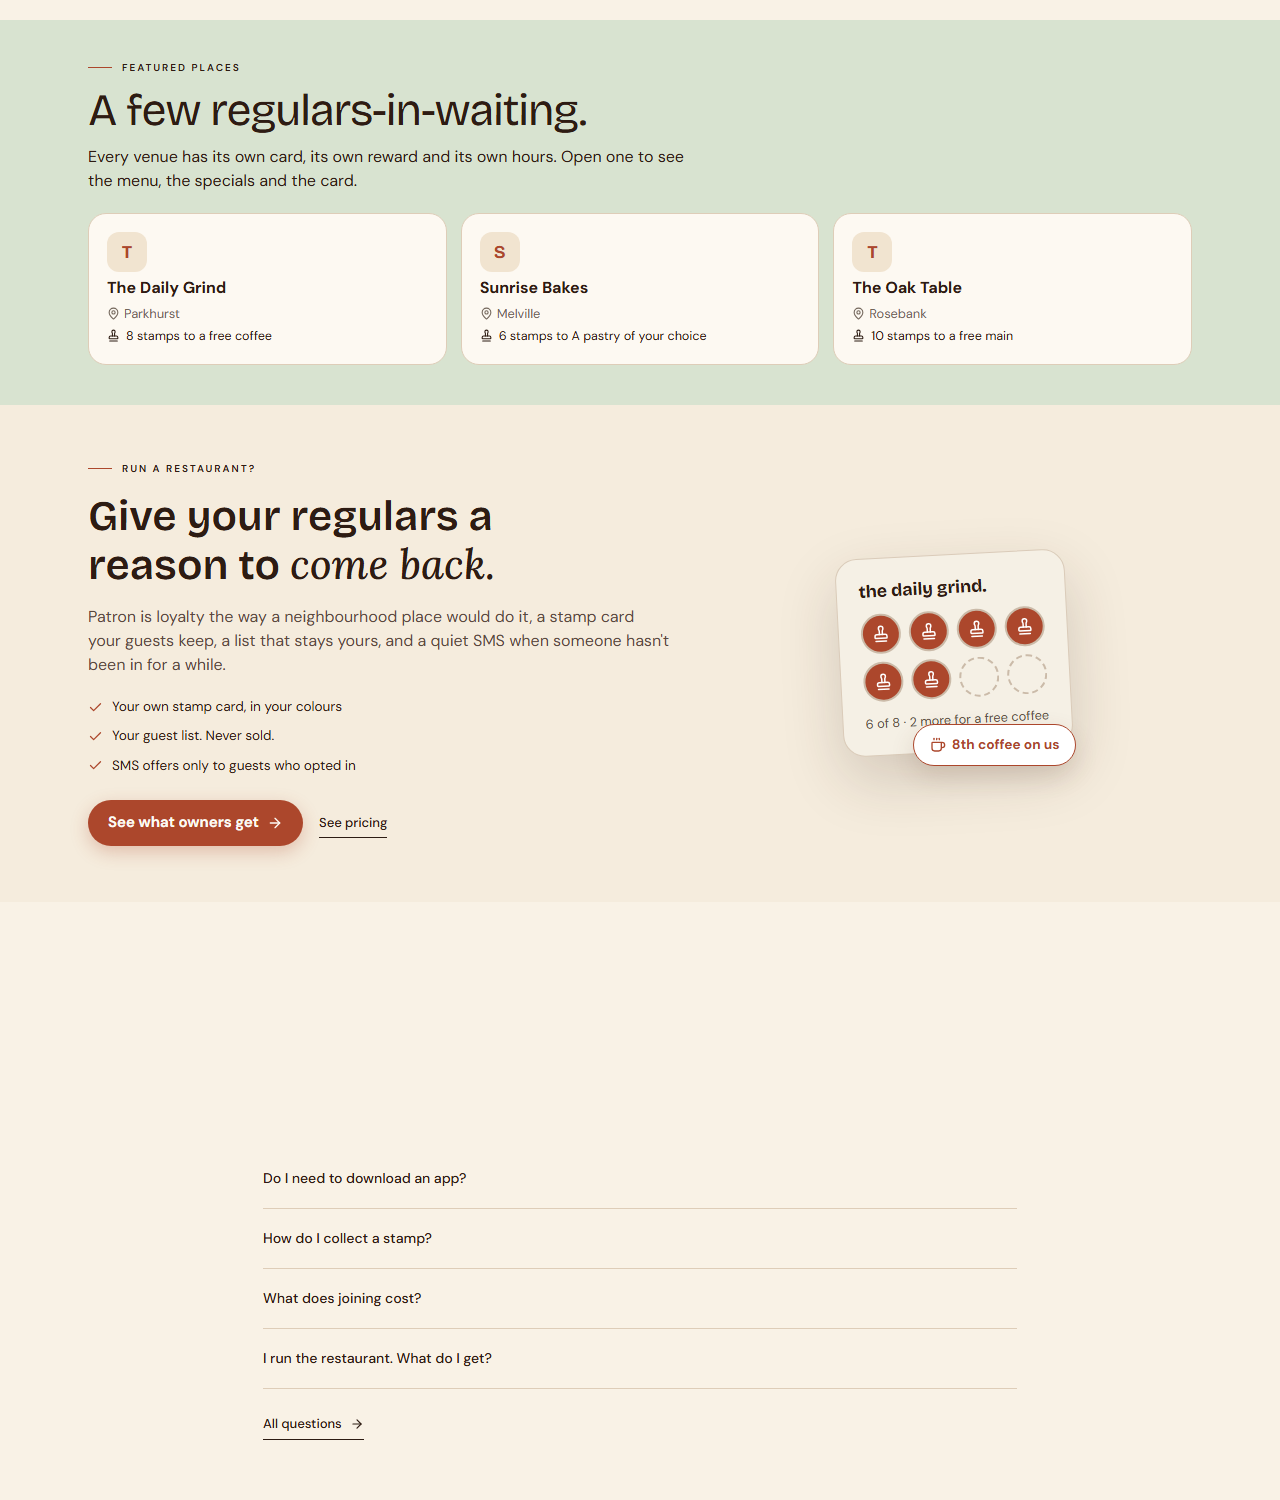 FEATURED PLACES
A few regulars-in-waiting.
Every venue has its own card, its own reward and its own hours. Open one to see
the menu, the specials and the card.
T
The Daily Grind
Parkhurst
8 stamps to a free coffee
S
Sunrise Bakes
Melville
6 stamps to A pastry of your choice
T
The Oak Table
Rosebank
10 stamps to a free main
RUN A RESTAURANT?
Give your regulars a
reason to come back.
Patron is loyalty the way a neighbourhood place would do it, a stamp card
your guests keep, a list that stays yours, and a quiet SMS when someone hasn't
been in for a while.
Your own stamp card, in your colours
Your guest list. Never sold.
SMS offers only to guests who opted in
See what owners get
See pricing
the daily grind.
6 of 8 · 2 more for a free coffee
8th coffee on us
Do I need to download an app?
How do I collect a stamp?
What does joining cost?
I run the restaurant. What do I get?
All questions